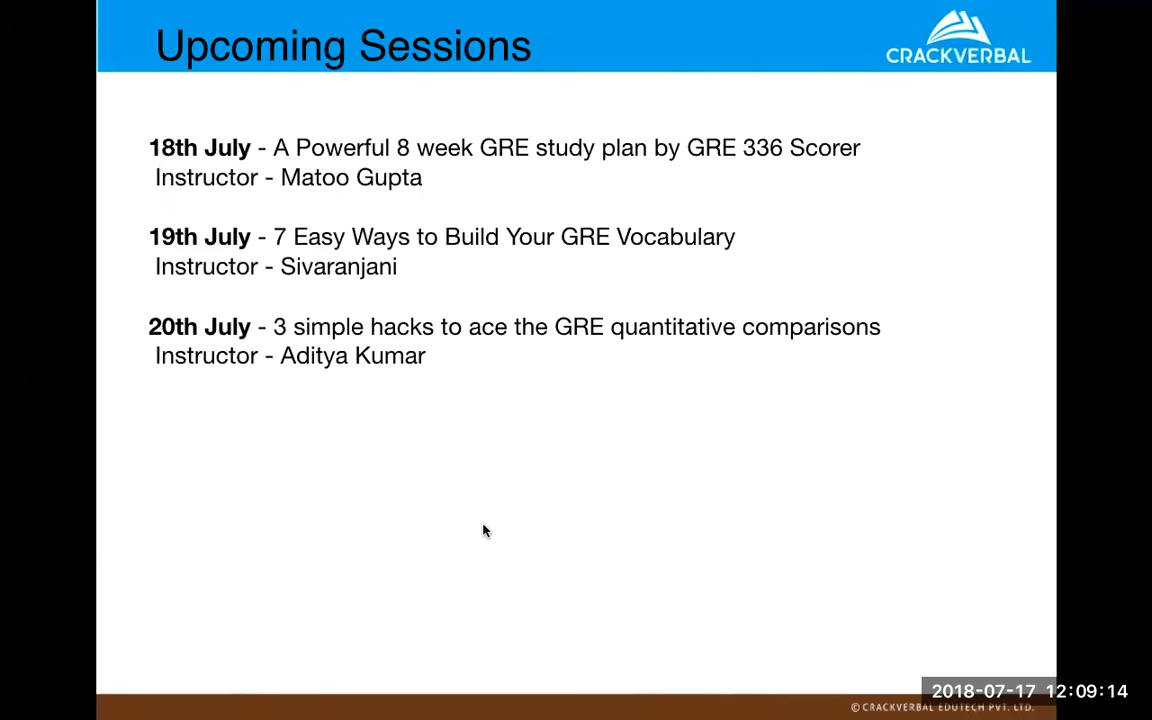 Upcoming Sessions
CRACKVERBAL
18th July - A Powerful 8 week GRE study plan by GRE 336 Scorer
Instructor - Matoo Gupta
19th July - 7 Easy Ways to Build Your GRE Vocabulary
Instructor - Sivaranjani
20th July - 3 simple hacks to ace the GRE quantitative comparisons
Instructor - Aditya Kumar
2018-07-17 12:09:14
© CRACKVERBAL EDUTECH PVT. LTD.